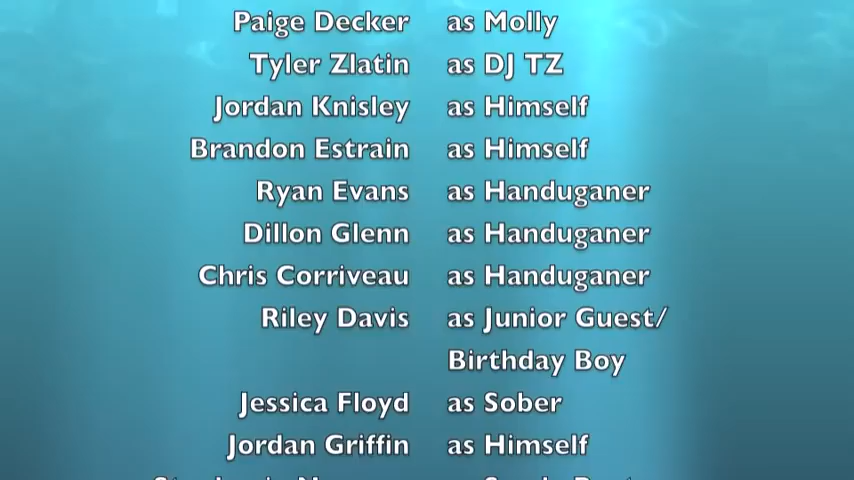 Paige Decker as Molly
Tyler Zlatin as DJ TZ
Jordan Knisley as Himself
Brandon Estrain as Himself
Ryan Evans as Handuganer
Dillon Glenn as Handuganer
Chris Corriveau as Handuganer
Riley Davis as Junior Guest/
Birthday Boy
Jessica Floyd as Sober
Jordan Griffin as Himself